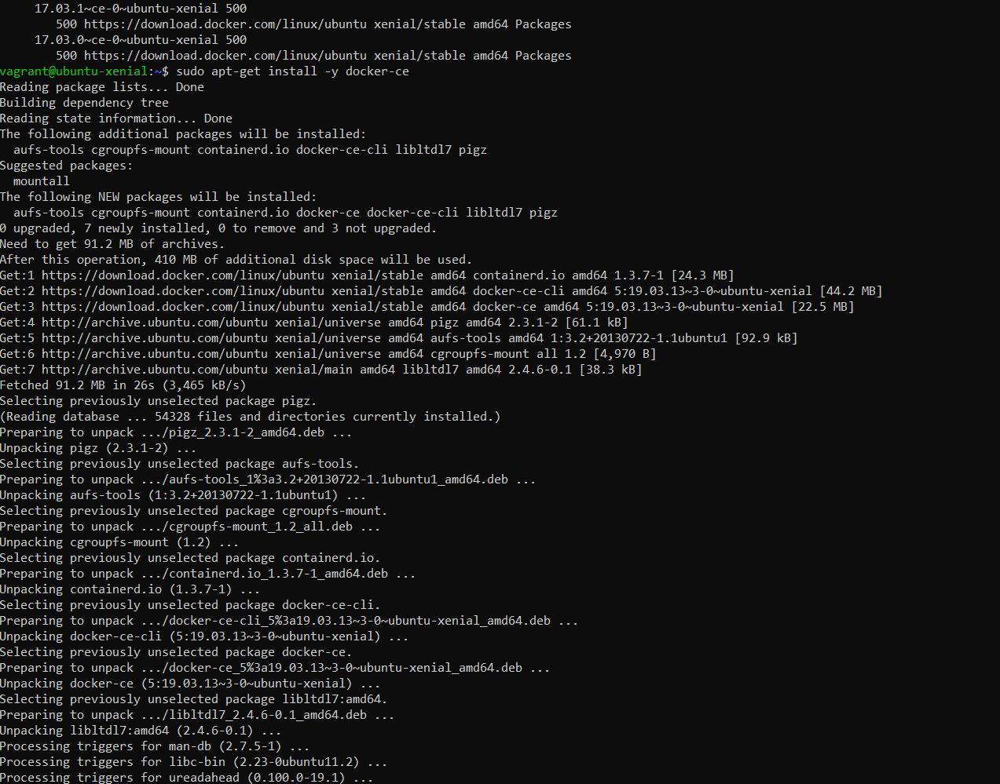 17.03.1~ce-0~ubuntu-xenial 500
500 https://download.docker.com/linux/ubuntu xenial/stable amd64 Packages
17.03.0~ce-0~ubuntu-xenial 500
500 https://download.docker.com/linux/ubuntu xenial/stable amd64 Packages
vagrant@ubuntu-xenial:~$ sudo apt-get install -y docker-ce
Reading package lists... Done
Building dependency tree
Reading state information... Done
The following additional packages will be installed:
aufs-tools cgroupfs-mount containerd.io docker-ce-cli libltdl7 pigz
Suggested packages:
mountall
The following NEW packages will be installed:
aufs-tools cgroupfs-mount containerd.io docker-ce docker-ce-cli libltdl7 pigz
0 upgraded, 7 newly installed, 0 to remove and 3 not upgraded.
Need to get 91.2 MB of archives.
After this operation, 410 MB of additional disk space will be used.
Get:1 https://download.docker.com/linux/ubuntu xenial/stable amd64 containerd.io amd64 1.3.7-1 [24.3 MB]
Get:2 https://download.docker.com/linux/ubuntu xenial/stable amd64 docker-ce-cli amd64 5:19.03.13~3-0~ubuntu-xenial [44.2 MB]
Get:3 https://download.docker.com/linux/ubuntu xenial/stable amd64 docker-ce amd64 5:19.03.13~3-0~ubuntu-xenial [22.5 MB]
Get:4 http://archive.ubuntu.com/ubuntu xenial/universe amd64 pigz amd64 2.3.1-2 [61.1 kB]
Get:5 http://archive.ubuntu.com/ubuntu xenial/universe amd64 aufs-tools amd64 1:3.2+20130722-1.1ubuntu1 [92.9 kB]
Get:6 http://archive.ubuntu.com/ubuntu xenial/universe amd64 cgroupfs-mount all 1.2 [4,970 B]
Get:7 http://archive.ubuntu.com/ubuntu xenial/main amd64 libltdl7 amd64 2.4.6-0.1 [38.3 kB]
Fetched 91.2 MB in 26s (3,465 kB/s)
Selecting previously unselected package pigz.
(Reading database ... 54328 files and directories currently installed.)
Preparing to unpack .../pigz_2.3.1-2_amd64.deb ...
Unpacking pigz (2.3.1-2) ...
Selecting previously unselected package aufs-tools.
Preparing to unpack .../aufs-tools_1%3a3.2+20130722-1.1ubuntu1_amd64.deb ...
Unpacking aufs-tools (1:3.2+20130722-1.1ubuntu1) ...
Selecting previously unselected package cgroupfs-mount.
Preparing to unpack .../cgroupfs-mount_1.2_all.deb ...
Unpacking cgroupfs-mount (1.2) ...
Selecting previously unselected package containerd.io.
Preparing to unpack .../containerd.io_1.3.7-1_amd64.deb ...
Unpacking containerd.io (1.3.7-1) ...
Selecting previously unselected package docker-ce-cli.
Preparing to unpack .../docker-ce-cli_5%3a19.03.13~3-0~ubuntu-xenial_amd64.deb ...
Unpacking docker-ce-cli (5:19.03.13~3-0~ubuntu-xenial) ...
Selecting previously unselected package docker-ce.
Preparing to unpack .../docker-ce_5%3a19.03.13~3-0~ubuntu-xenial_amd64.deb ...
Unpacking docker-ce (5:19.03.13~3-0~ubuntu-xenial) ...
Selecting previously unselected package libltdl7:amd64.
Preparing to unpack .../libltdl7_2.4.6-0.1_amd64.deb ...
Unpacking libltdl7:amd64 (2.4.6-0.1) ...
Processing triggers for man-db (2.7.5-1) ...
Processing triggers for libc-bin (2.23-0ubuntu11.2) ...
Processing triggers for ureadahead (0.100.0-19.1) ...